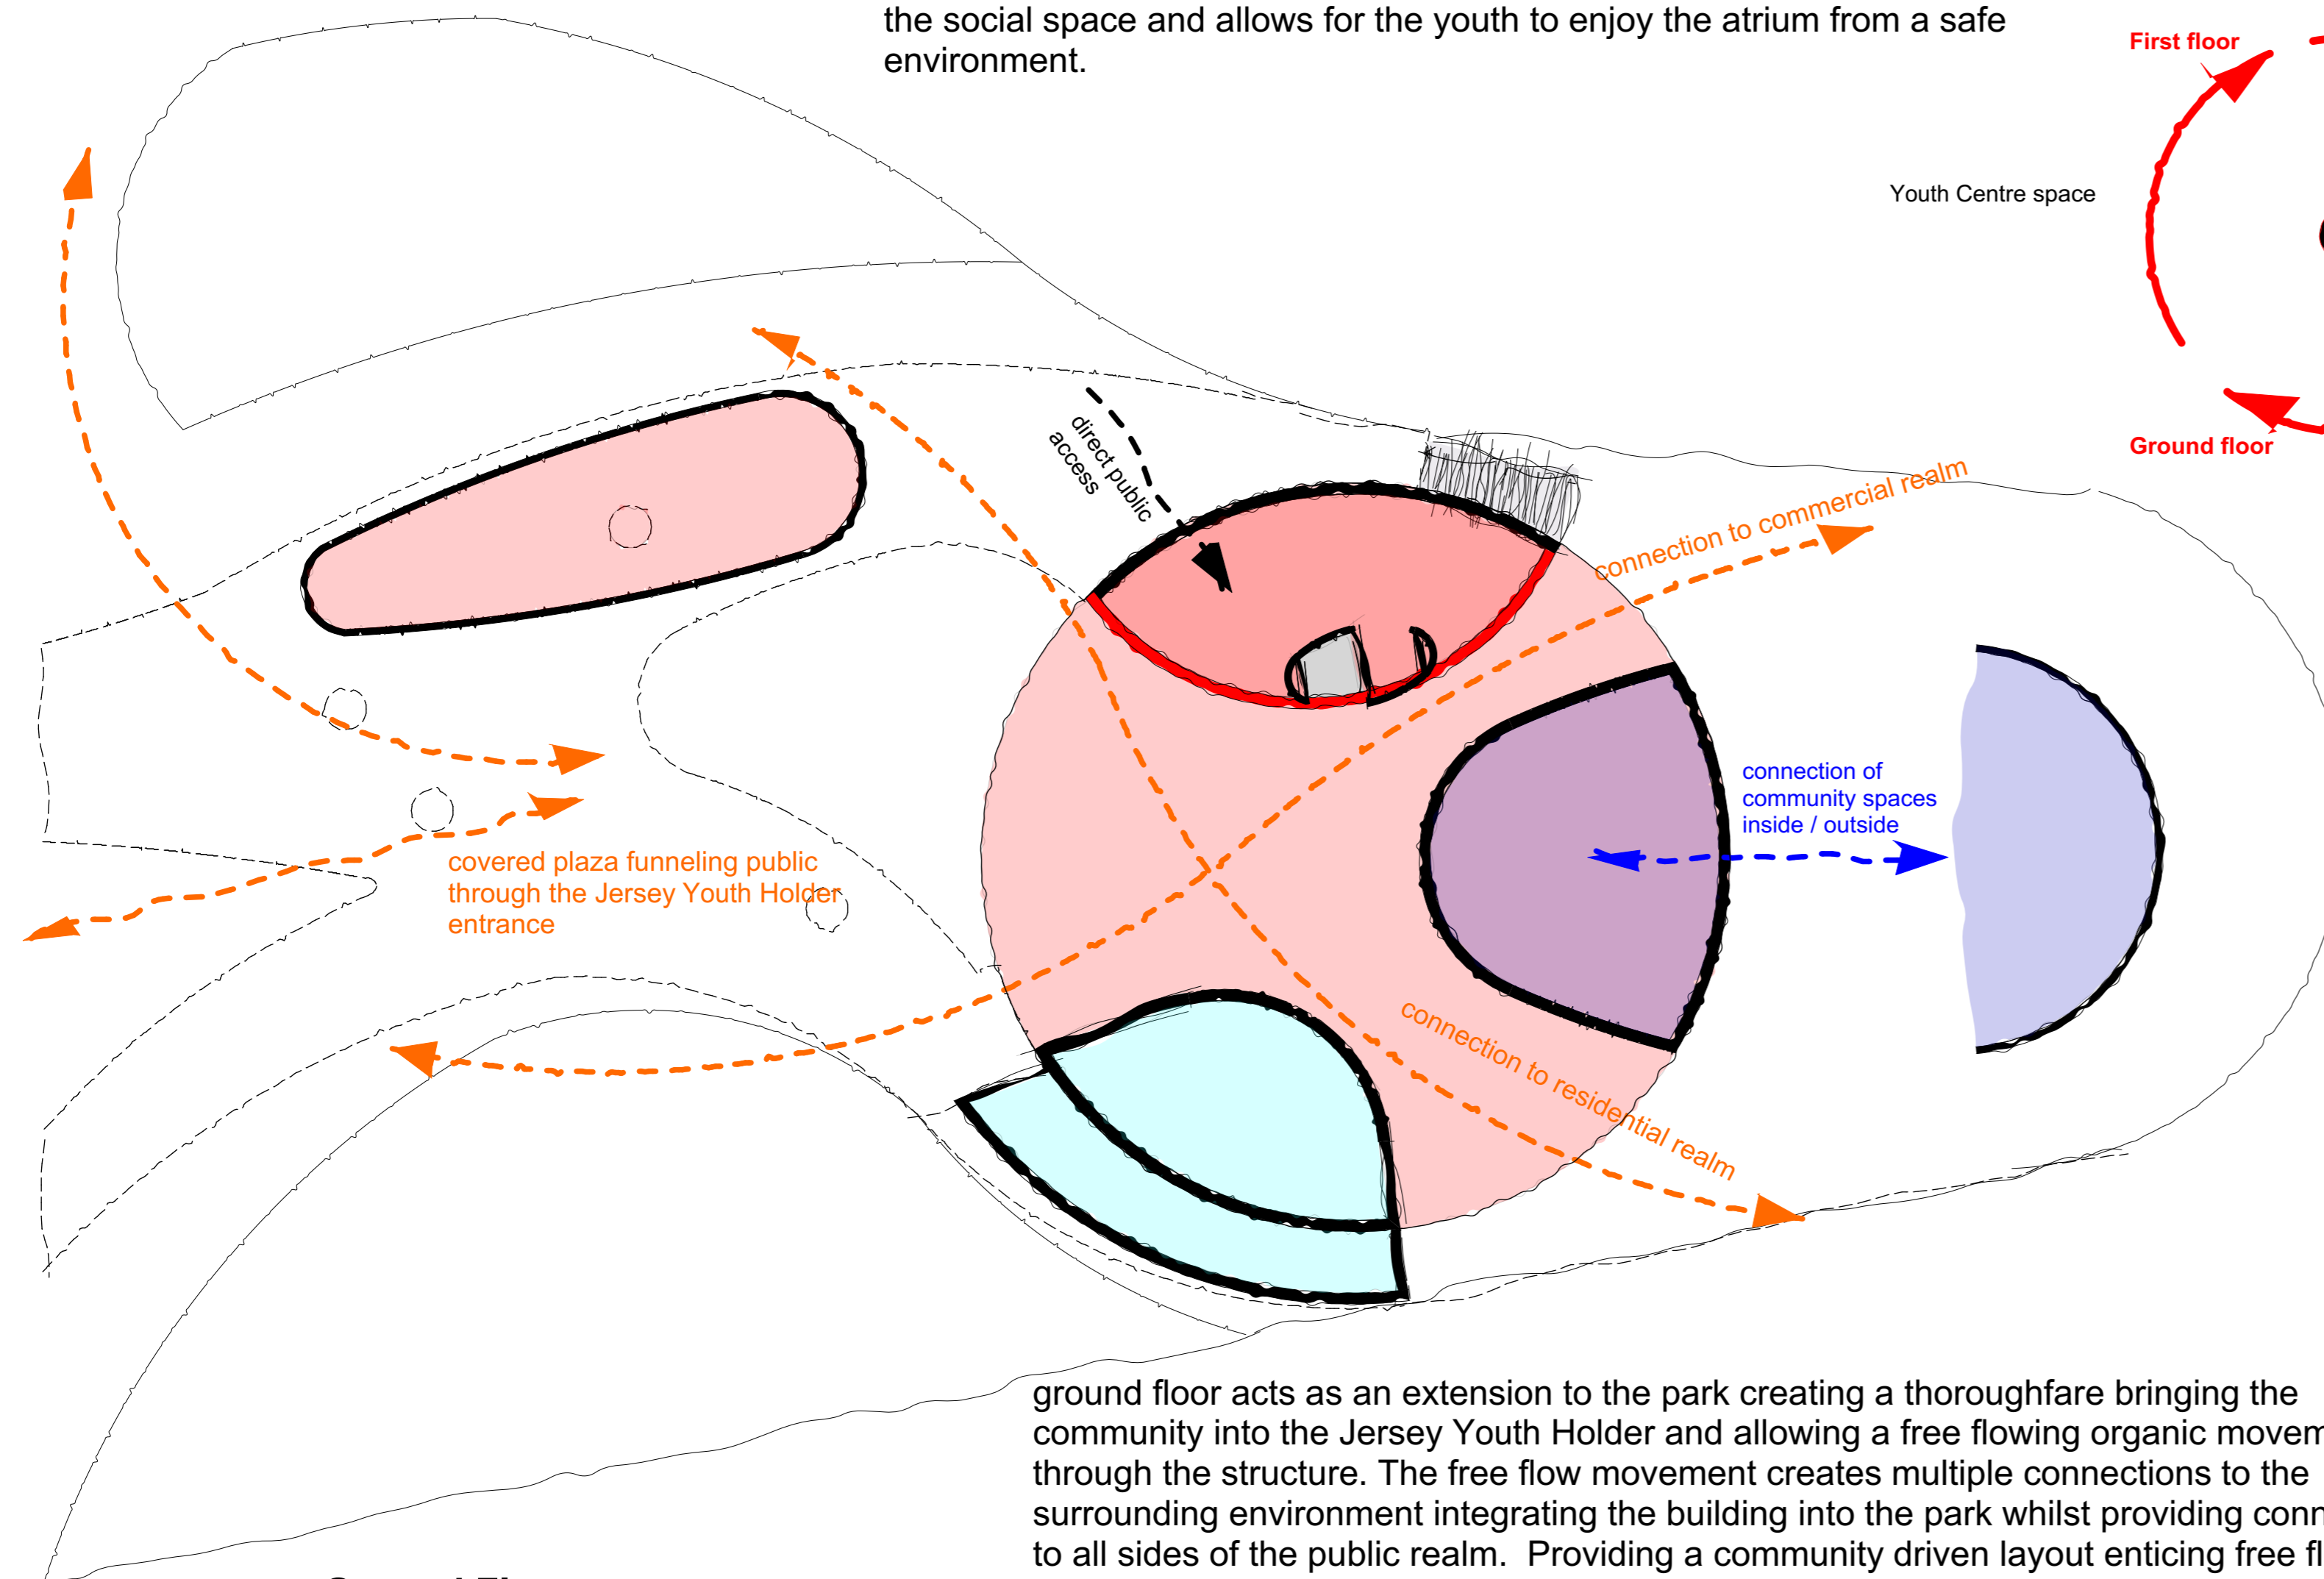 the social space and allows for the youth to enjoy the atrium from a safe
environment.
First floor
Youth Centre space
Ground floor
direct public
access
connection to commercial realm
connection of
community spaces
inside / outside
covered plaza funneling public
through the Jersey Youth Holder
entrance
connection to residential realm
ground floor acts as an extension to the park creating a thoroughfare bringing the
community into the Jersey Youth Holder and allowing a free flowing organic
through the structure. The free flow movement creates multiple connections to the
surrounding environment integrating the building into the park whilst providing
to all sides of the public realm. Providing a community driven layout enticing free